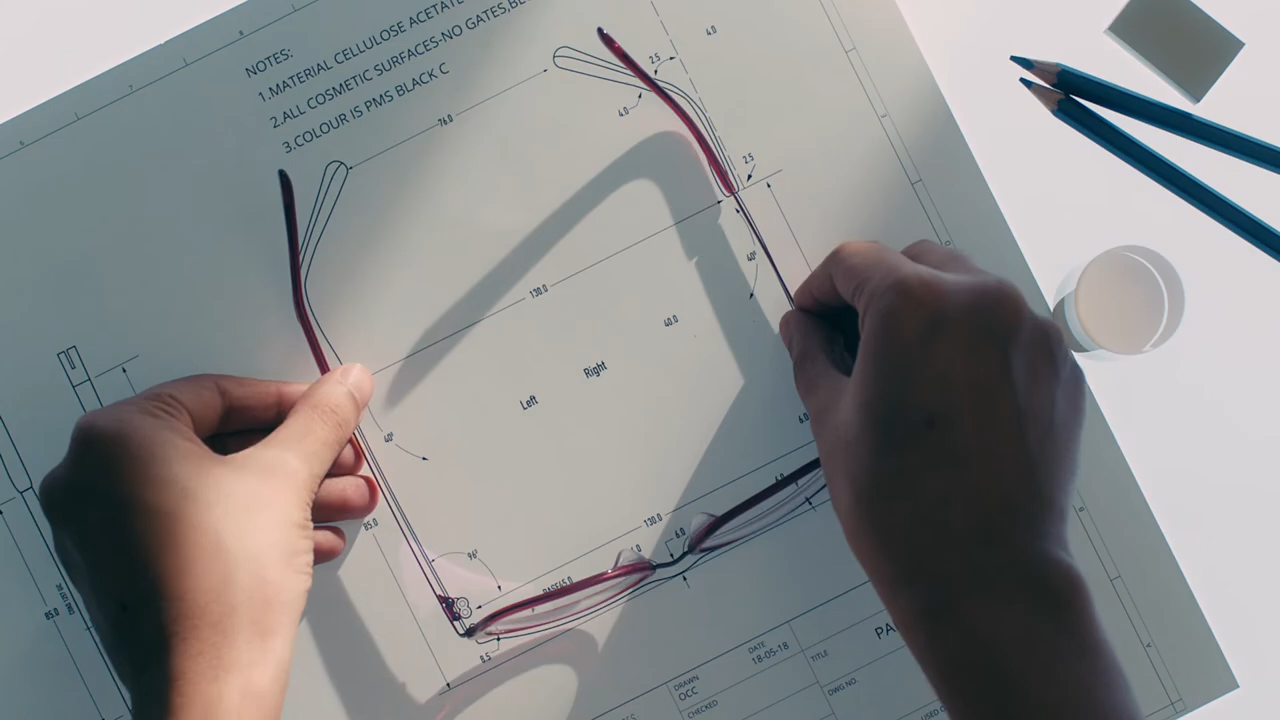 NOTES:
1.MATERIAL CELLULOSE ACETATE
2.ALL COSMETIC SURFACES-NO GATES,
3.COLOUR IS PMS BLACK C
6
7
8
76.0
4.0
2.5
4.0
2.5
130.0
40°
40.0
Right
Left
40°
6.0
85.0
130.0
6.0
96°
8.5
85.0
DATE
18-05-18
TITLE
DRAWN
OCC
CHECKED
DWG NO.